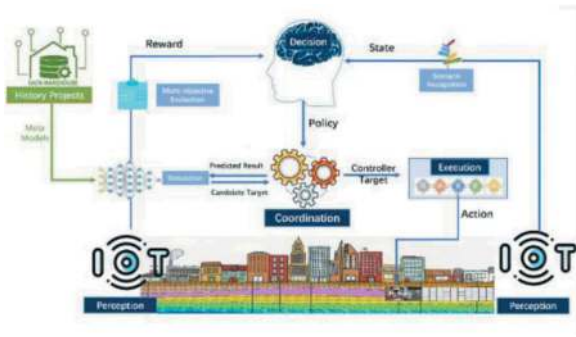 Reward
Decision
State
DATA WAREHOUSE
History Projects
Multi-objective
Evaluation
Scenario
Recognition
Meta
Models
Policy
Predicted Result
Candidate Target
Controller
Target
Execution
Coordination
Action
IOT
IOT
Perception
Perception